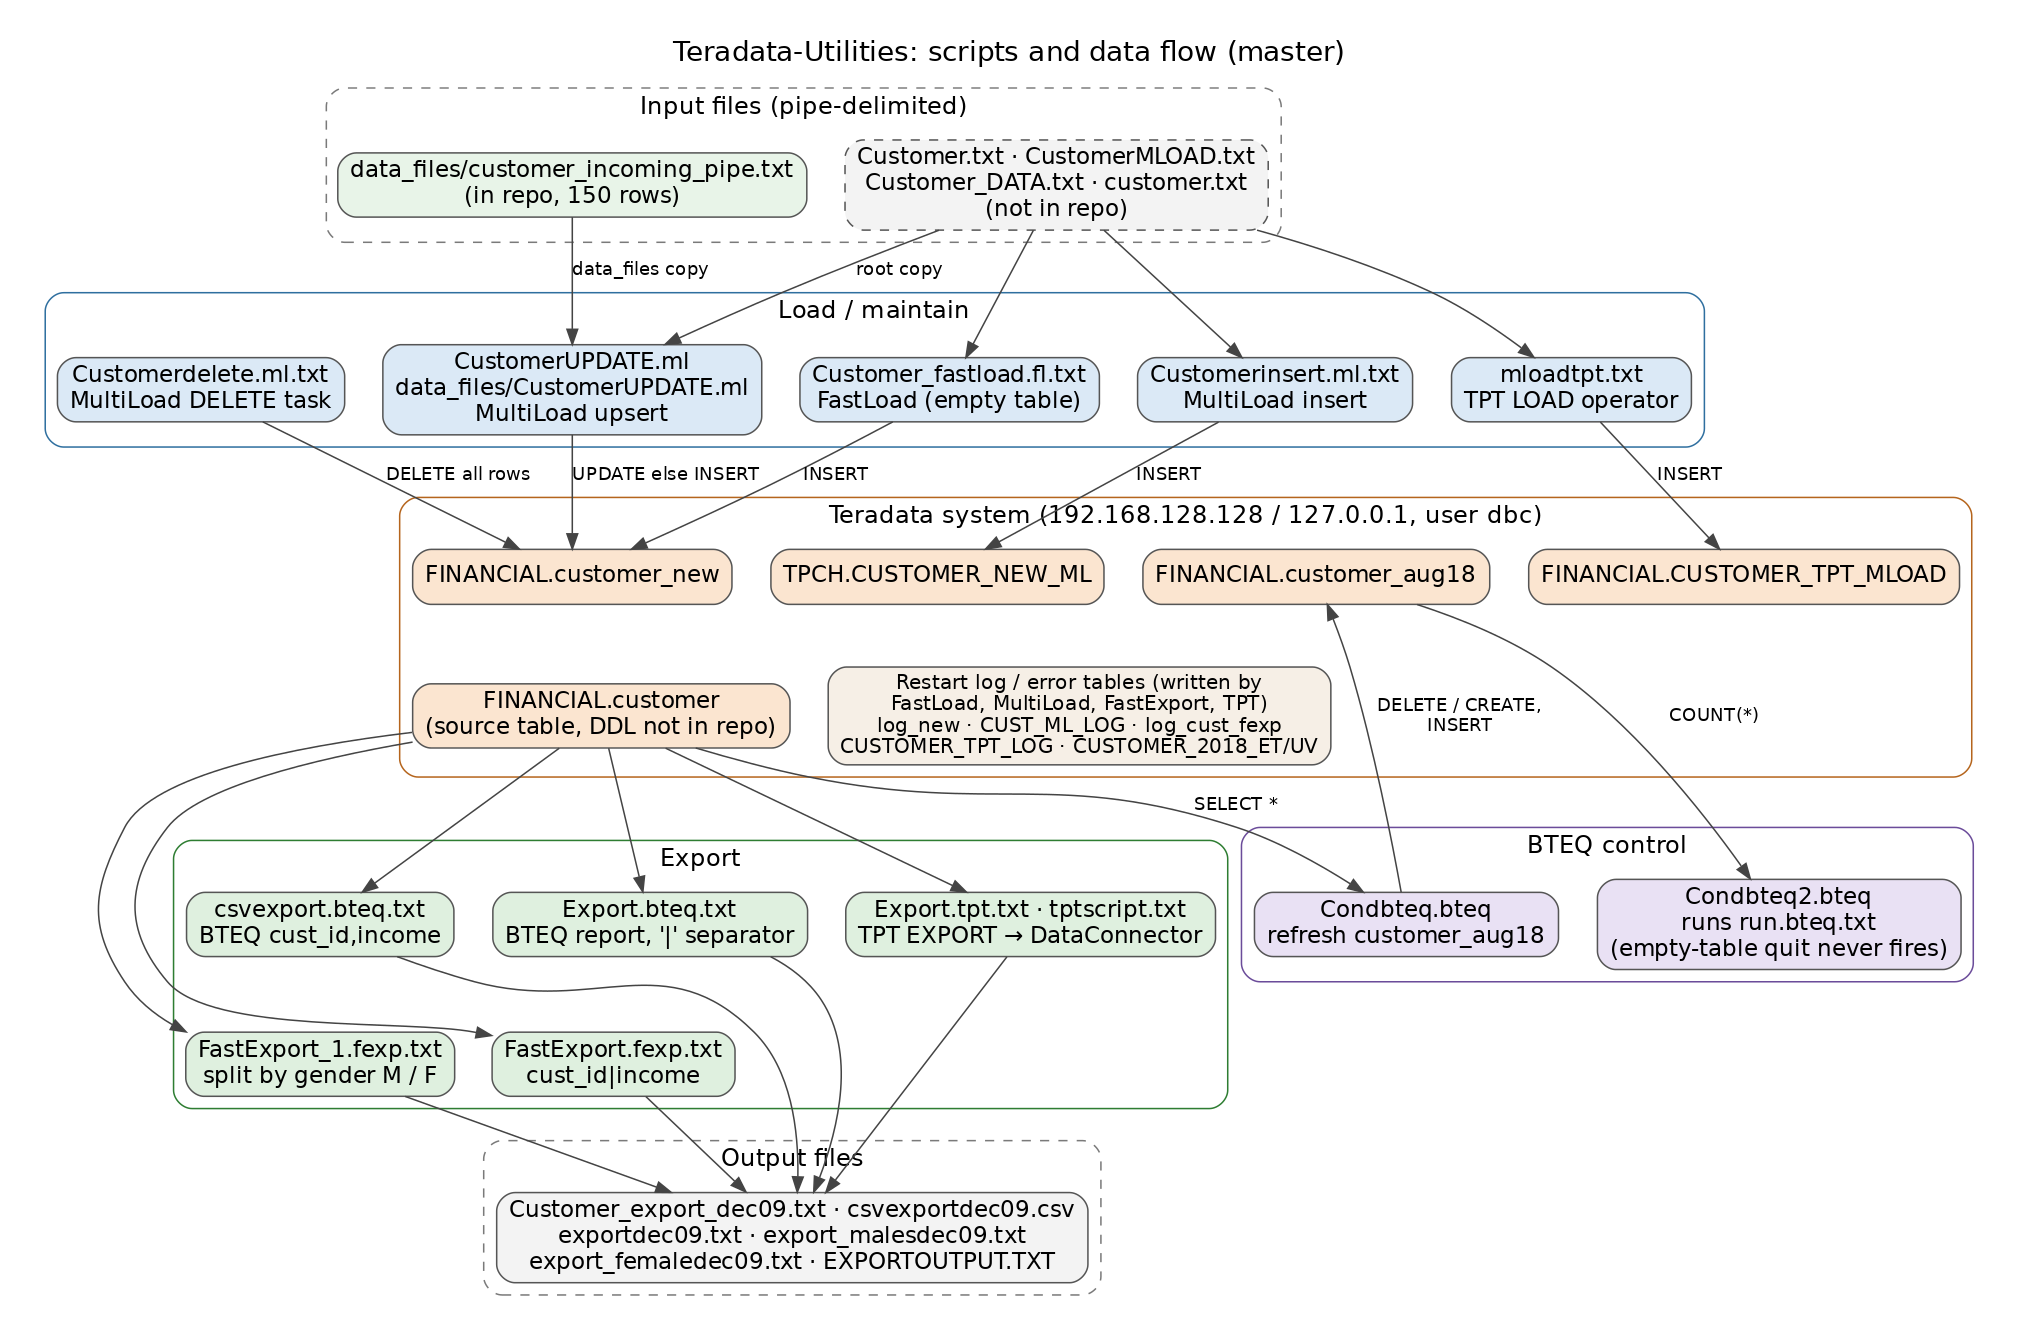 Teradata-Utilities: scripts and data flow (master)
Input files (pipe-delimited)
data_files/customer_incoming_pipe.txt
(in repo, 150 rows)
Customer.txt · CustomerMLOAD.txt
Customer_DATA.txt · customer.txt
(not in repo)
data_files copy
root copy
Load / maintain
Customerdelete.ml.txt
MultiLoad DELETE task
CustomerUPDATE.ml
data_files/CustomerUPDATE.ml
MultiLoad upsert
Customer_fastload.fl.txt
FastLoad (empty table)
Customerinsert.ml.txt
MultiLoad insert
mloadtpt.txt
TPT LOAD operator
DELETE all rows
UPDATE else INSERT
INSERT
INSERT
INSERT
Teradata system (192.168.128.128 / 127.0.0.1, user dbc)
FINANCIAL.customer_new
TPCH.CUSTOMER_NEW_ML
FINANCIAL.customer_aug18
FINANCIAL.CUSTOMER_TPT_MLOAD
FINANCIAL.customer
(source table, DDL not in repo)
Restart log / error tables (written by
FastLoad, MultiLoad, FastExport, TPT)
log_new · CUST_ML_LOG · log_cust_fexp
CUSTOMER_TPT_LOG · CUSTOMER_2018_ET/UV
DELETE / CREATE,
INSERT
COUNT(*)
SELECT *
Export
csvexport.bteq.txt
BTEQ cust_id,income
Export.bteq.txt
BTEQ report, '|' separator
Export.tpt.txt · tptscript.txt
TPT EXPORT → DataConnector
BTEQ control
Condbteq.bteq
refresh customer_aug18
Condbteq2.bteq
runs run.bteq.txt
(empty-table quit never fires)
FastExport_1.fexp.txt
split by gender M / F
FastExport.fexp.txt
cust_id|income
Output files
Customer_export_dec09.txt · csvexportdec09.csv
exportdec09.txt · export_malesdec09.txt
export_femaledec09.txt · EXPORTOUTPUT.TXT